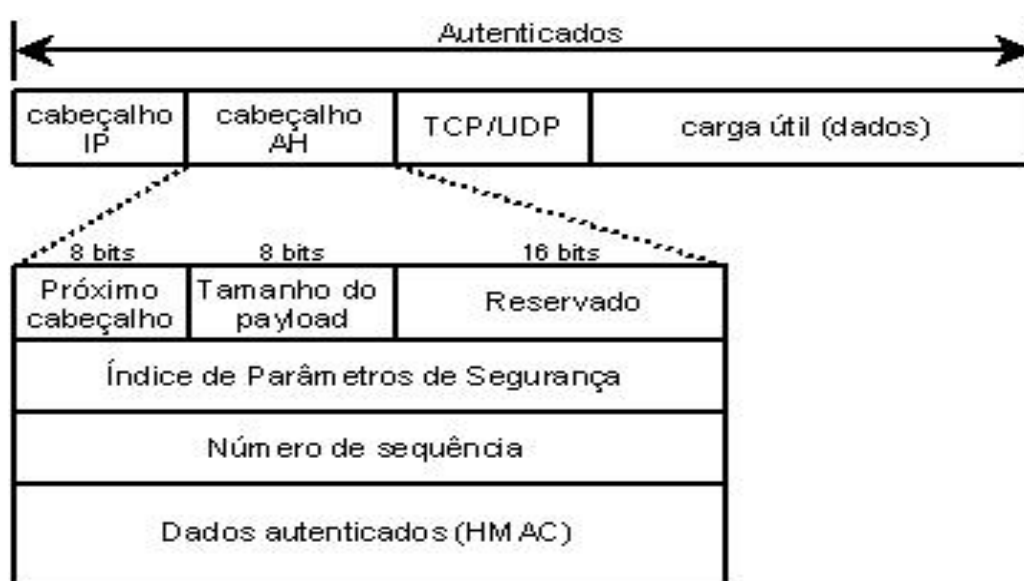 Autenticados
cabeçalho
IP
cabeçalho
AH
TCP/UDP
carga útil (dados)
8 bits
8 bits
16 bits
Próximo
cabeçalho
Tamanho do
payload
Reservado
Índice de Parâmetros de Segurança
Número de sequência
Dados autenticados (HMAC)